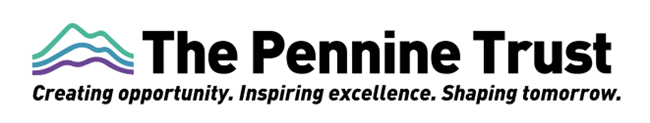 The Pennine Trust
Creating opportunity. Inspiring excellence. Shaping tomorrow.